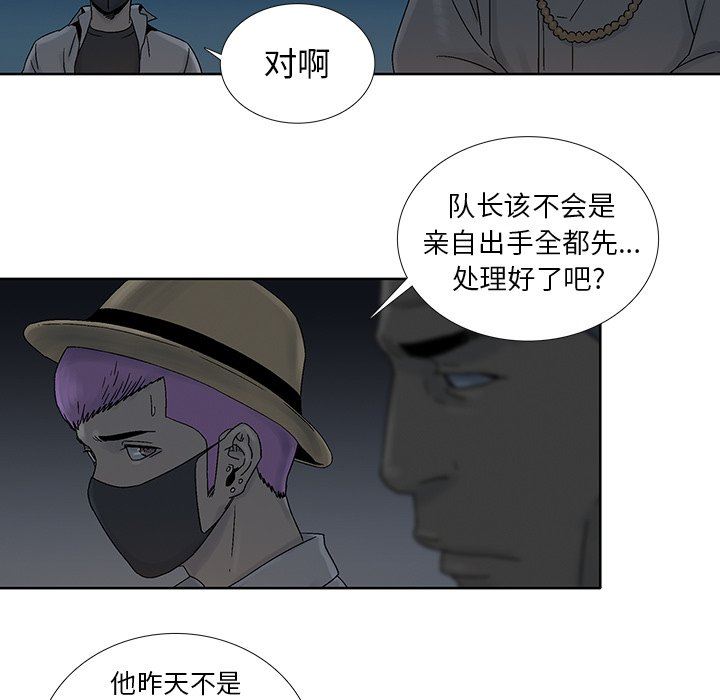 对啊
队长该不会是
亲自出手全都先...
处理好了吧?
他昨天不是